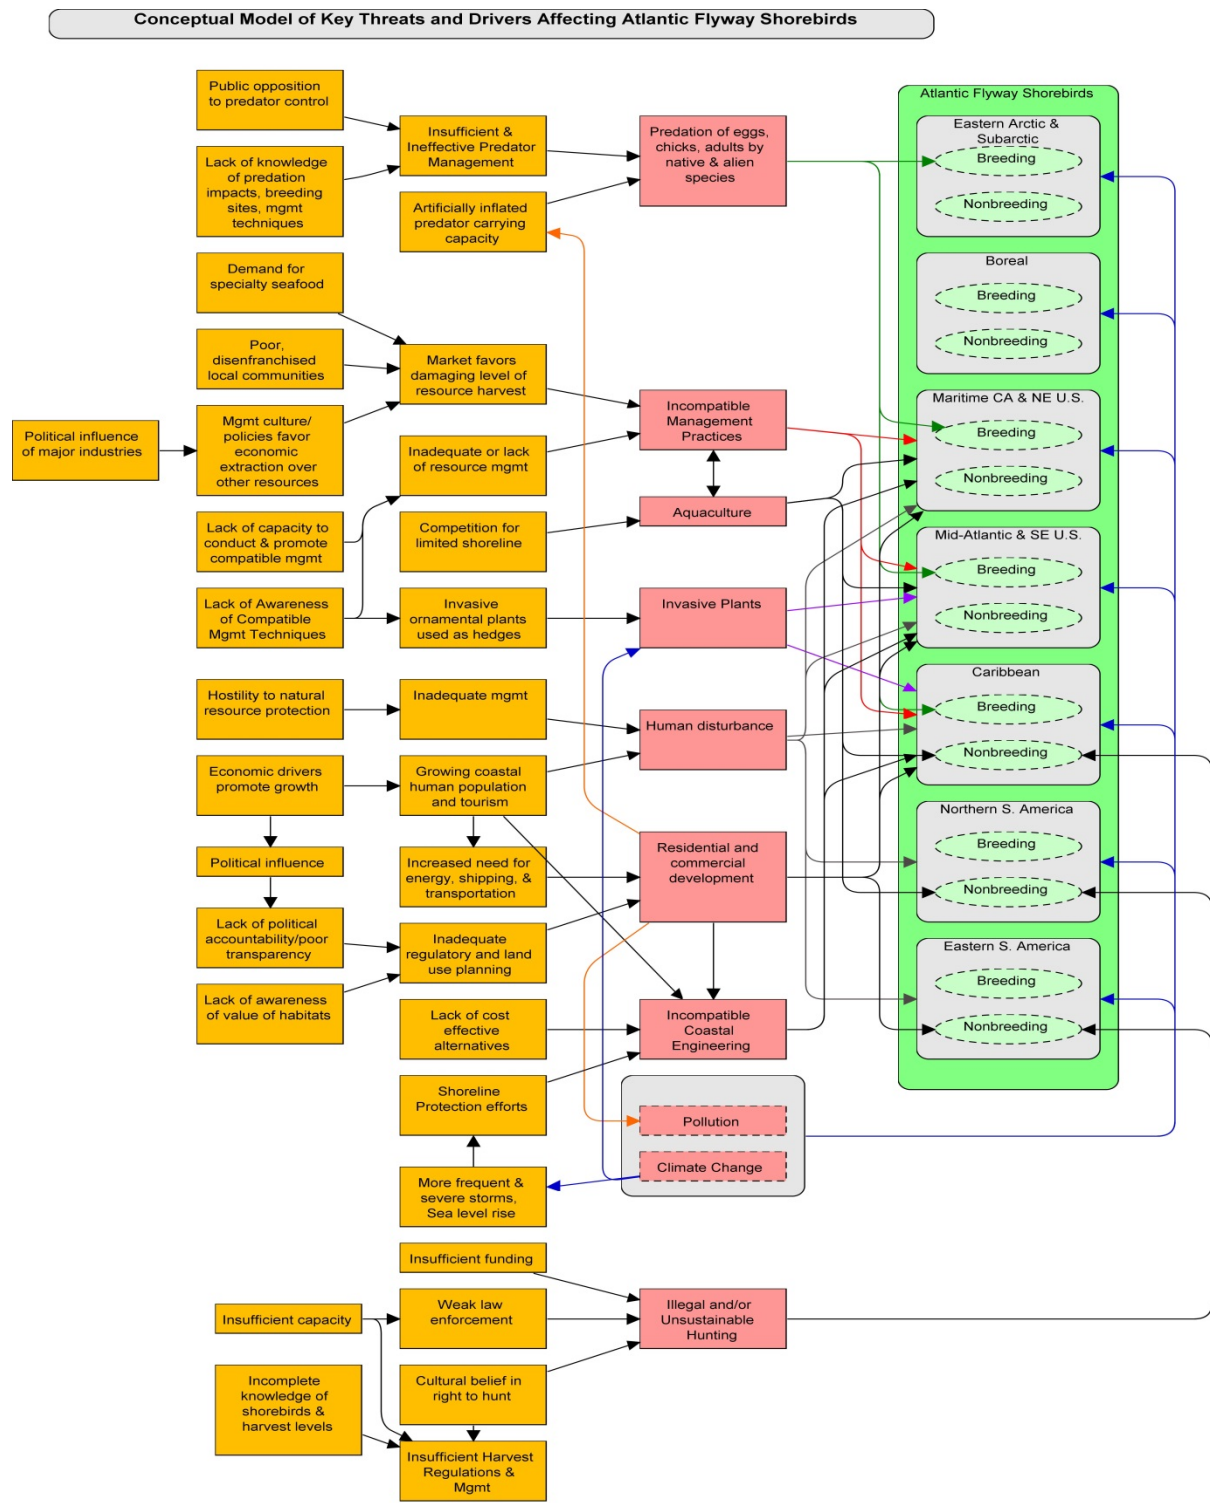 Conceptual Model of Key Threats and Drivers Affecting Atlantic Flyway Shorebirds
Public opposition
to predator control
Lack of knowledge
of predation
impacts, breeding
sites, mgmt
techniques
Demand for
specialty seafood
Poor,
disenfranchised
local communities
Political influence
of major industries
Mgmt culture/
policies favor
economic
extraction over
other resources
Lack of capacity to
conduct & promote
compatible mgmt
Lack of Awareness
of Compatible
Mgmt Techniques
Hostility to natural
resource protection
Economic drivers
promote growth
Political influence
Lack of political
accountability/poor
transparency
Lack of awareness
of value of habitats
Insufficient capacity
Incomplete
knowledge of
shorebirds &
harvest levels
Insufficient &
Ineffective Predator
Management
Artificially inflated
predator carrying
capacity
Market favors
damaging level of
resource harvest
Inadequate or lack
of resource mgmt
Competition for
limited shoreline
Invasive
ornamental plants
used as hedges
Inadequate mgmt
Growing coastal
human population
and tourism
Increased need for
energy, shipping, &
transportation
Inadequate
regulatory and land
use planning
Lack of cost
effective
alternatives
Shoreline
Protection efforts
More frequent &
severe storms,
Sea level rise
Insufficient funding
Weak law
enforcement
Cultural belief in
right to hunt
Insufficient Harvest
Regulations &
Mgmt
Predation of eggs,
chicks, adults by
native & alien
species
Incompatible
Management
Practices
Aquaculture
Invasive Plants
Human disturbance
Residential and
commercial
development
Incompatible
Coastal
Engineering
Pollution
Climate Change
Illegal and/or
Unsustainable
Hunting
Atlantic Flyway Shorebirds
Eastern Arctic &
Subarctic
Breeding
Nonbreeding
Boreal
Breeding
Nonbreeding
Maritime CA & NE U.S.
Breeding
Nonbreeding
Mid-Atlantic & SE U.S.
Breeding
Nonbreeding
Caribbean
Breeding
Nonbreeding
Northern S. America
Breeding
Nonbreeding
Eastern S. America
Breeding
Nonbreeding